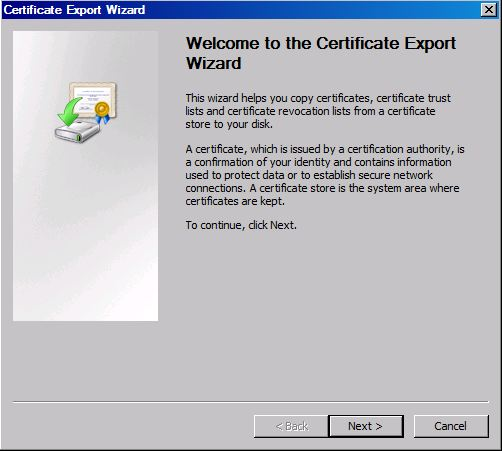 Certificate Export Wizard
Welcome to the Certificate Export
Wizard
This wizard helps you copy certificates, certificate trust
lists and certificate revocation lists from a certificate
store to your disk.
A certificate, which is issued by a certification authority, is
a confirmation of your identity and contains information
used to protect data or to establish secure network
connections. A certificate store is the system area where
certificates are kept.
To continue, click Next.
< Back
Next >
Cancel